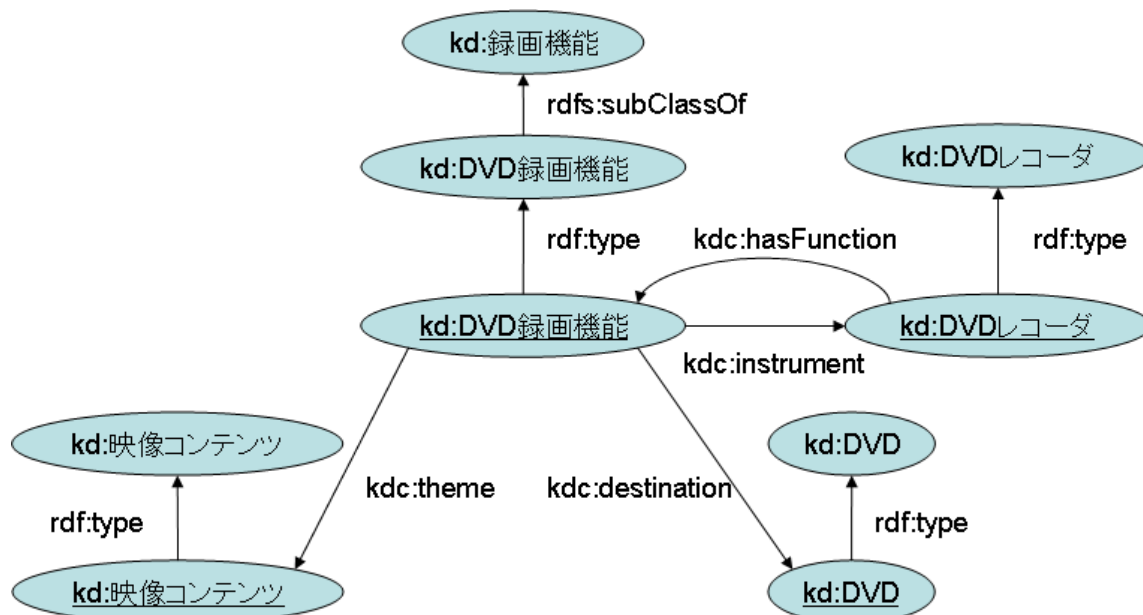 kd:録画機能
rdfs:subClassOf
kd:DVD録画機能
kd:DVDレコーダ
rdf:type
kdc:hasFunction
rdf:type
kd:DVD録画機能
kd:DVDレコーダ
kdc:instrument
kd:映像コンテンツ
kd:DVD
kdc:theme
kdc:destination
rdf:type
rdf:type
kd:映像コンテンツ
kd:DVD